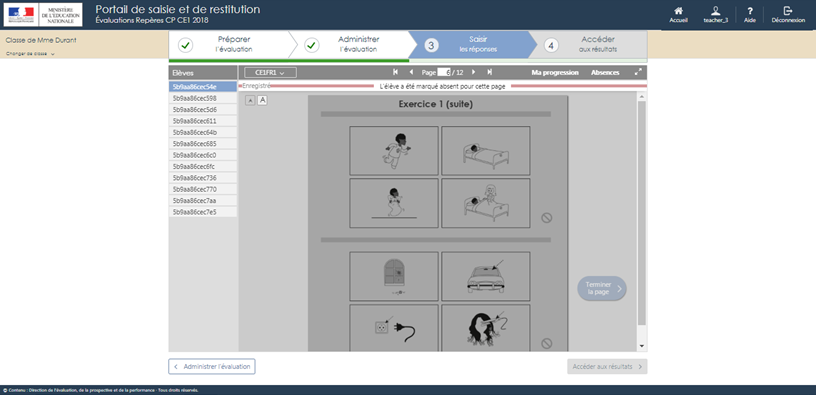 MINISTÈRE
DE L'ÉDUCATION
NATIONALE
Portail de saisie et de restitution
Évaluations Repères CP CE1 2018
Accueil
teacher_3
?
Aide
Déconnexion
Classe de Mme Durant
Changer de classe
Préparer
l'évaluation
Administrer
l'évaluation
3
Saisir
les réponses
4
Accéder
aux résultats
Élèves
CE1FR1
Page
/ 12
Ma progression
Absences
Enregistré
L'élève a été marqué absent pour cette page
5b9aa86cec54e
5b9aa86cec598
5b9aa86cec5d6
5b9aa86cec611
5b9aa86cec64b
5b9aa86cec685
5b9aa86cec6c0
5b9aa86cec6fc
5b9aa86cec736
5b9aa86cec770
5b9aa86cec7aa
5b9aa86cec7e5
A A
Exercice 1 (suite)
Terminer
la page
Administrer l'évaluation
Accéder aux résultats
© Contenu : Direction de l'évaluation, de la prospective et de la performance - Tous droits réservés.